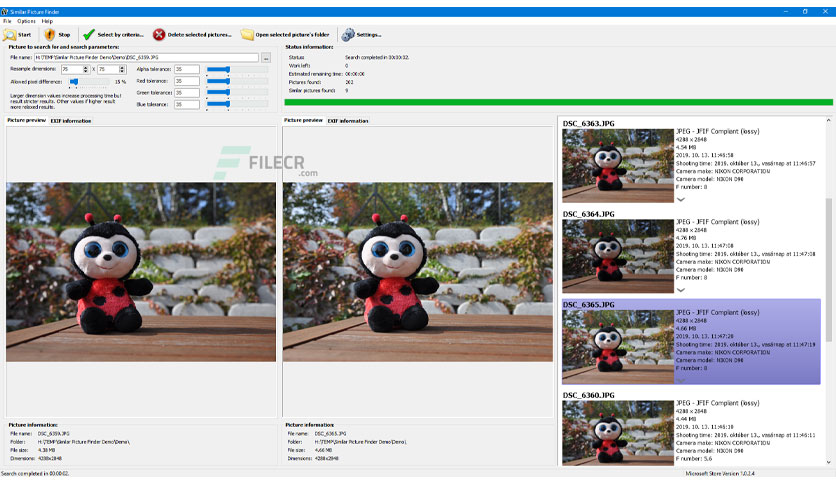 Similar Picture Finder
File Options Help
Start Stop Select by criteria... Delete selected pictures... Open selected picture's folder Settings...
Picture to search for and search parameters:
File name: H:\TEMP\Similar Picture Finder Demo\Demo\DSC_6359.JPG ...
Resample dimensions: 75 X 75 Alpha tolerance: 35
Allowed pixel difference: 15 % Red tolerance: 35
Green tolerance: 35
Blue tolerance: 35
Larger dimension values increase processing time but
result stricter results. Other values if higher result
more relaxed results.
Status information:
Status: Search completed in 00:00:02.
Work left: 0
Estimated remaining time: 00:00:00
Pictures found: 302
Similar pictures found: 9
Picture preview EXIF information
Picture preview EXIF information
FILECR
.com
DSC_6363.JPG
JPEG - JFIF Compliant (lossy)
4288 x 2848
4.54 MB
2019. 10. 13. 11:46:58
Shooting time: 2019. október 13., vasárnap at 11:46:57
Camera make: NIKON CORPORATION
Camera model: NIKON D90
F number: 8
DSC_6364.JPG
JPEG - JFIF Compliant (lossy)
4288 x 2848
4.76 MB
2019. 10. 13. 11:47:08
Shooting time: 2019. október 13., vasárnap at 11:47:08
Camera make: NIKON CORPORATION
Camera model: NIKON D90
F number: 8
DSC_6365.JPG
JPEG - JFIF Compliant (lossy)
4288 x 2848
4.66 MB
2019. 10. 13. 11:47:20
Shooting time: 2019. október 13., vasárnap at 11:47:19
Camera make: NIKON CORPORATION
Camera model: NIKON D90
F number: 8
DSC_6360.JPG
JPEG - JFIF Compliant (lossy)
4288 x 2848
4.44 MB
2019. 10. 13. 11:46:10
Shooting time: 2019. október 13., vasárnap at 11:46:11
Camera make: NIKON CORPORATION
Camera model: NIKON D90
F number: 5,6
Picture information:
File name: DSC_6359.JPG
Folder: H:\TEMP\Similar Picture Finder Demo\Demo\
File size: 4.38 MB
Dimensions: 4288x2848
Picture information:
File name: DSC_6365.JPG
Folder: H:\TEMP\Similar Picture Finder Demo\Demo\
File size: 4.66 MB
Dimensions: 4288x2848
Search completed in 00:00:02.
Microsoft Store Version 1.0.2.4